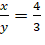 x/y = 4/3